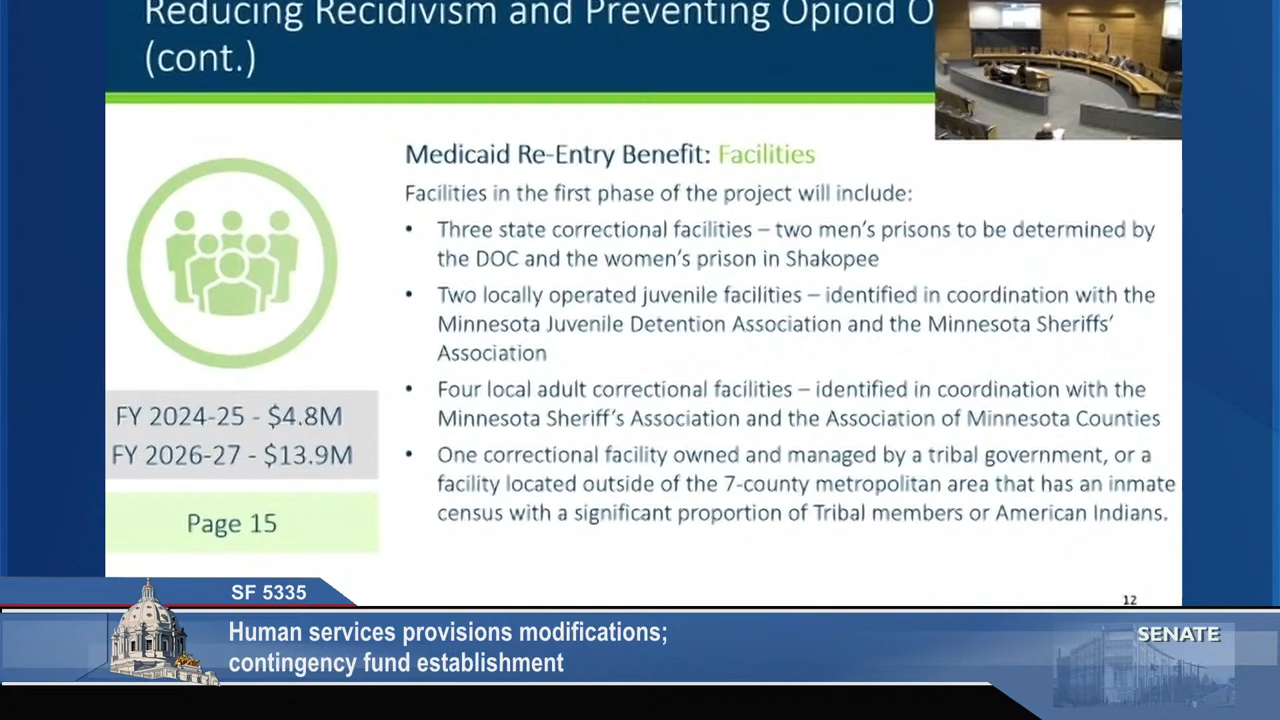 Reducing Recidivism and Preventing Opioid O
(cont.)
Medicaid Re-Entry Benefit: Facilities
Facilities in the first phase of the project will include:
• Three state correctional facilities – two men's prisons to be determined by
the DOC and the women's prison in Shakopee
• Two locally operated juvenile facilities – identified in coordination with the
Minnesota Juvenile Detention Association and the Minnesota Sheriffs'
Association
• Four local adult correctional facilities – identified in coordination with the
Minnesota Sheriff's Association and the Association of Minnesota Counties
• One correctional facility owned and managed by a tribal government, or a
facility located outside of the 7-county metropolitan area that has an inmate
census with a significant proportion of Tribal members or American Indians.
FY 2024-25 - $4.8M
FY 2026-27 - $13.9M
Page 15
12
SF 5335
Human services provisions modifications;
contingency fund establishment
SENATE